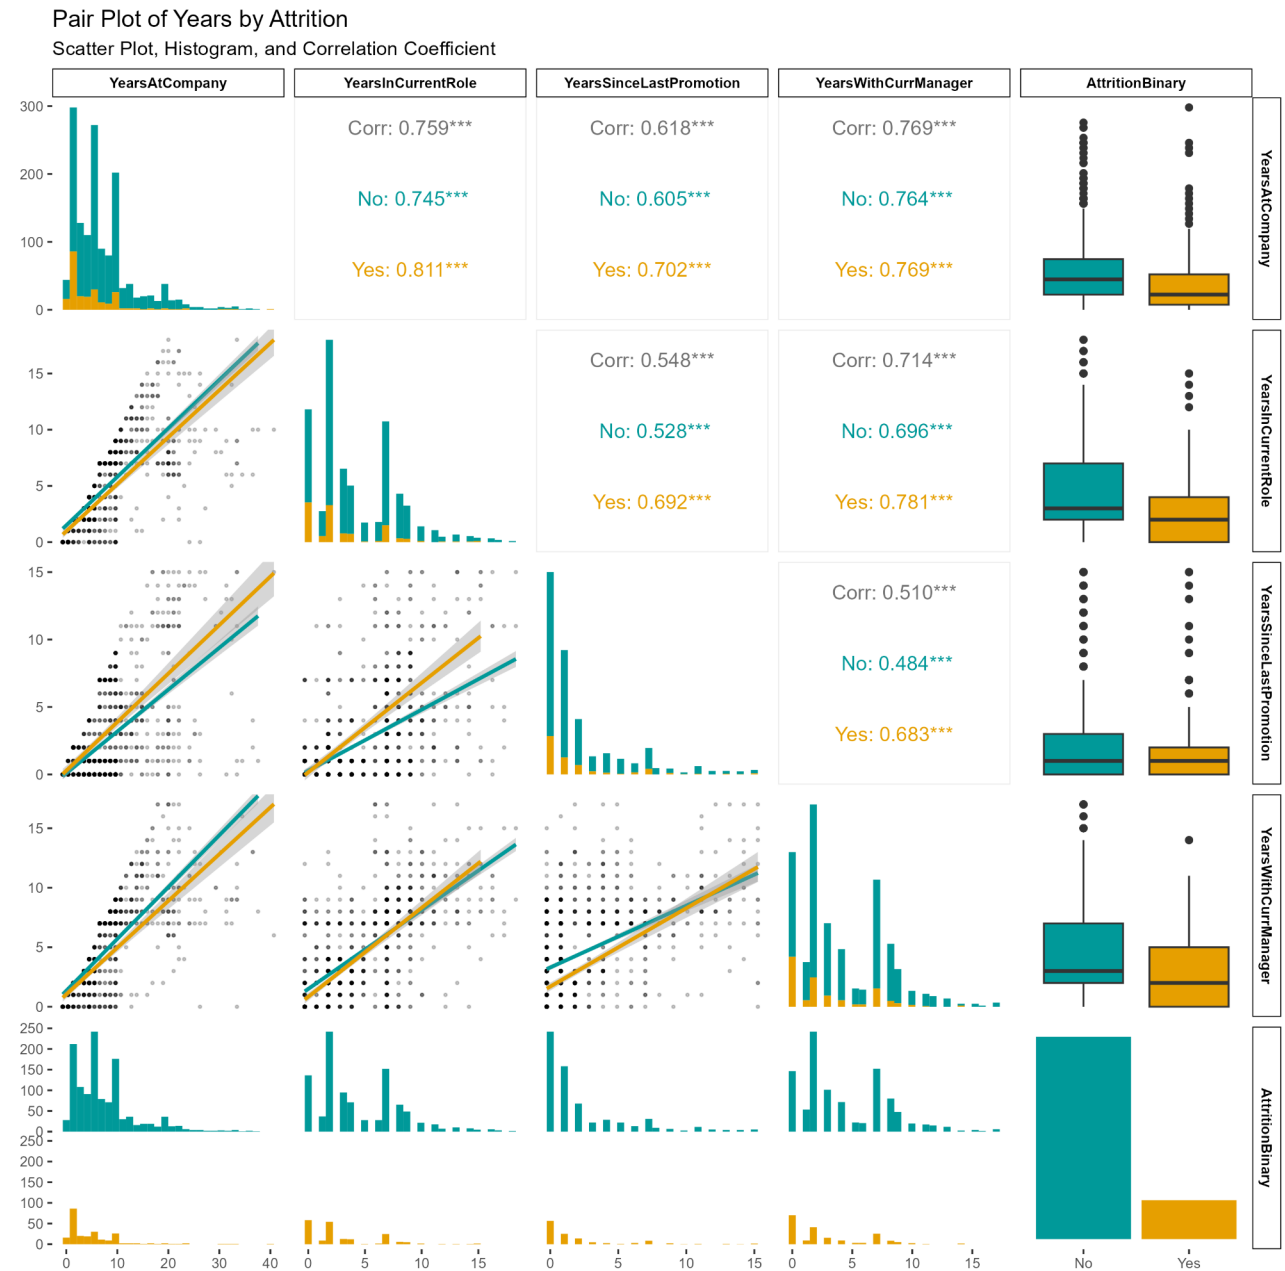 Pair Plot of Years by Attrition
Scatter Plot, Histogram, and Correlation Coefficient
YearsAtCompany
YearsInCurrentRole
YearsSinceLastPromotion
YearsWithCurrManager
AttritionBinary
300
200
100
0
Corr: 0.759***
No: 0.745***
Yes: 0.811***
Corr: 0.618***
No: 0.605***
Yes: 0.702***
Corr: 0.769***
No: 0.764***
Yes: 0.769***
YearsAtCompany
15
10
5
0
Corr: 0.548***
No: 0.528***
Yes: 0.692***
Corr: 0.714***
No: 0.696***
Yes: 0.781***
YearsInCurrentRole
15
10
5
0
Corr: 0.510***
No: 0.484***
Yes: 0.683***
YearsSinceLastPromotion
15
10
5
0
YearsWithCurrManager
250
200
150
100
50
0
250
200
150
100
50
0
AttritionBinary
0 10 20 30 40
0 5 10 15
0 5 10 15
0 5 10 15
No Yes